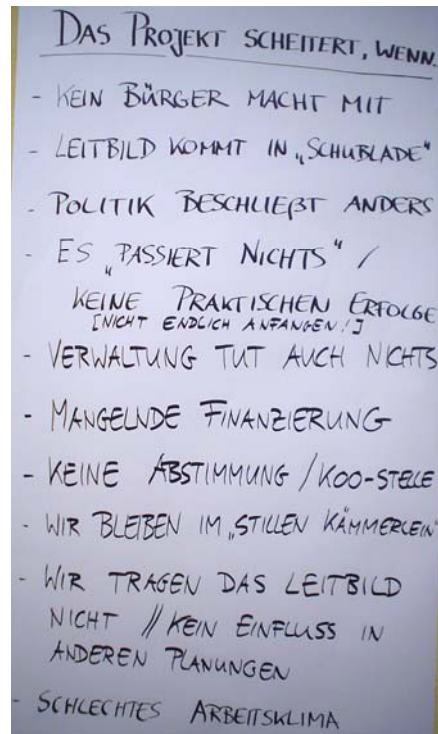 DAS PROJEKT SCHEITERT, WENN
- KEIN BÜRGER MACHT MIT
- LEITBILD KOMMT IN „SCHUBLADE“
- POLITIK BESCHLIEßT ANDERS
- ES „PASSIERT NICHTS“ /
KEINE PRAKTISCHEN ERFOLGE
[NICHT ENDLICH ANFANGEN!]
- VERWALTUNG TUT AUCH NICHTS
- MANGELNDE FINANZIERUNG
- KEINE ABSTIMMUNG / KOO-STELLE
- WIR BLEIBEN IM „STILLEN KÄMMERLEIN“
- WIR TRAGEN DAS LEITBILD
NICHT // KEIN EINFLUSS IN
ANDEREN PLANUNGEN
- SCHLECHTES ARBEITSKLIMA